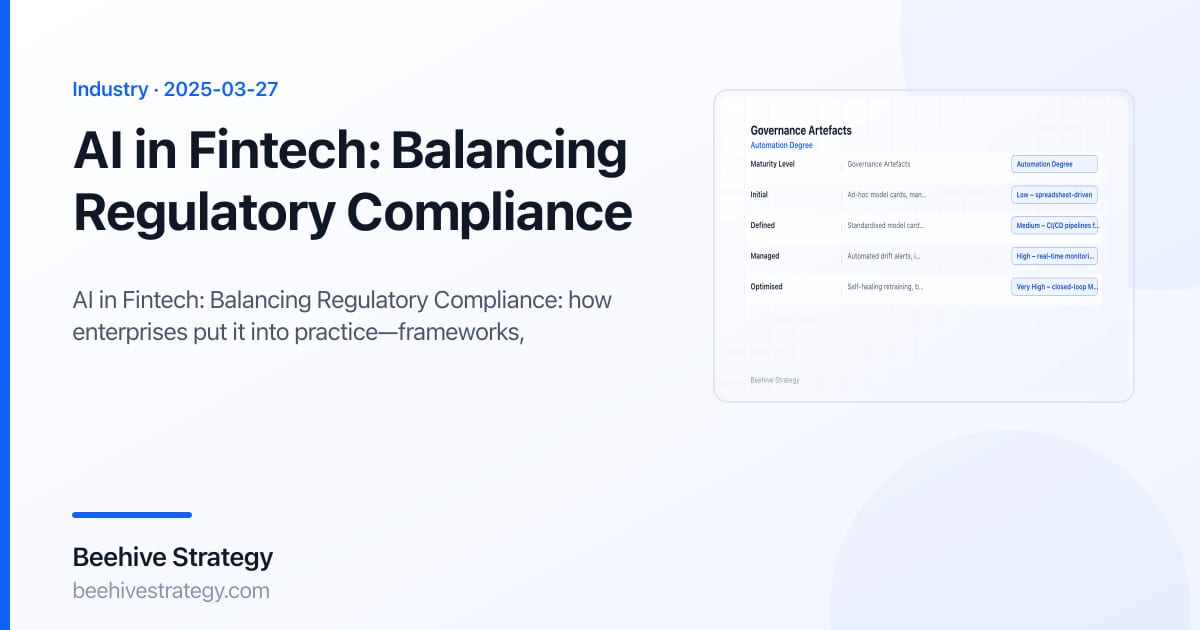 Industry · 2025-03-27
AI in Fintech: Balancing
Regulatory Compliance
AI in Fintech: Balancing Regulatory Compliance: how
enterprises put it into practice—frameworks,
Beehive Strategy
beehivestrategy.com
Governance Artefacts
Automation Degree
Maturity Level Governance Artefacts Automation Degree
Initial Ad-hoc model cards, man... Low – spreadsheet-driven
Defined Standardised model card... Medium – CI/CD pipelines f...
Managed Automated drift alerts, i... High – real-time monitori...
Optimised Self-healing retraining, b... Very High – closed-loop M...
Beehive Strategy